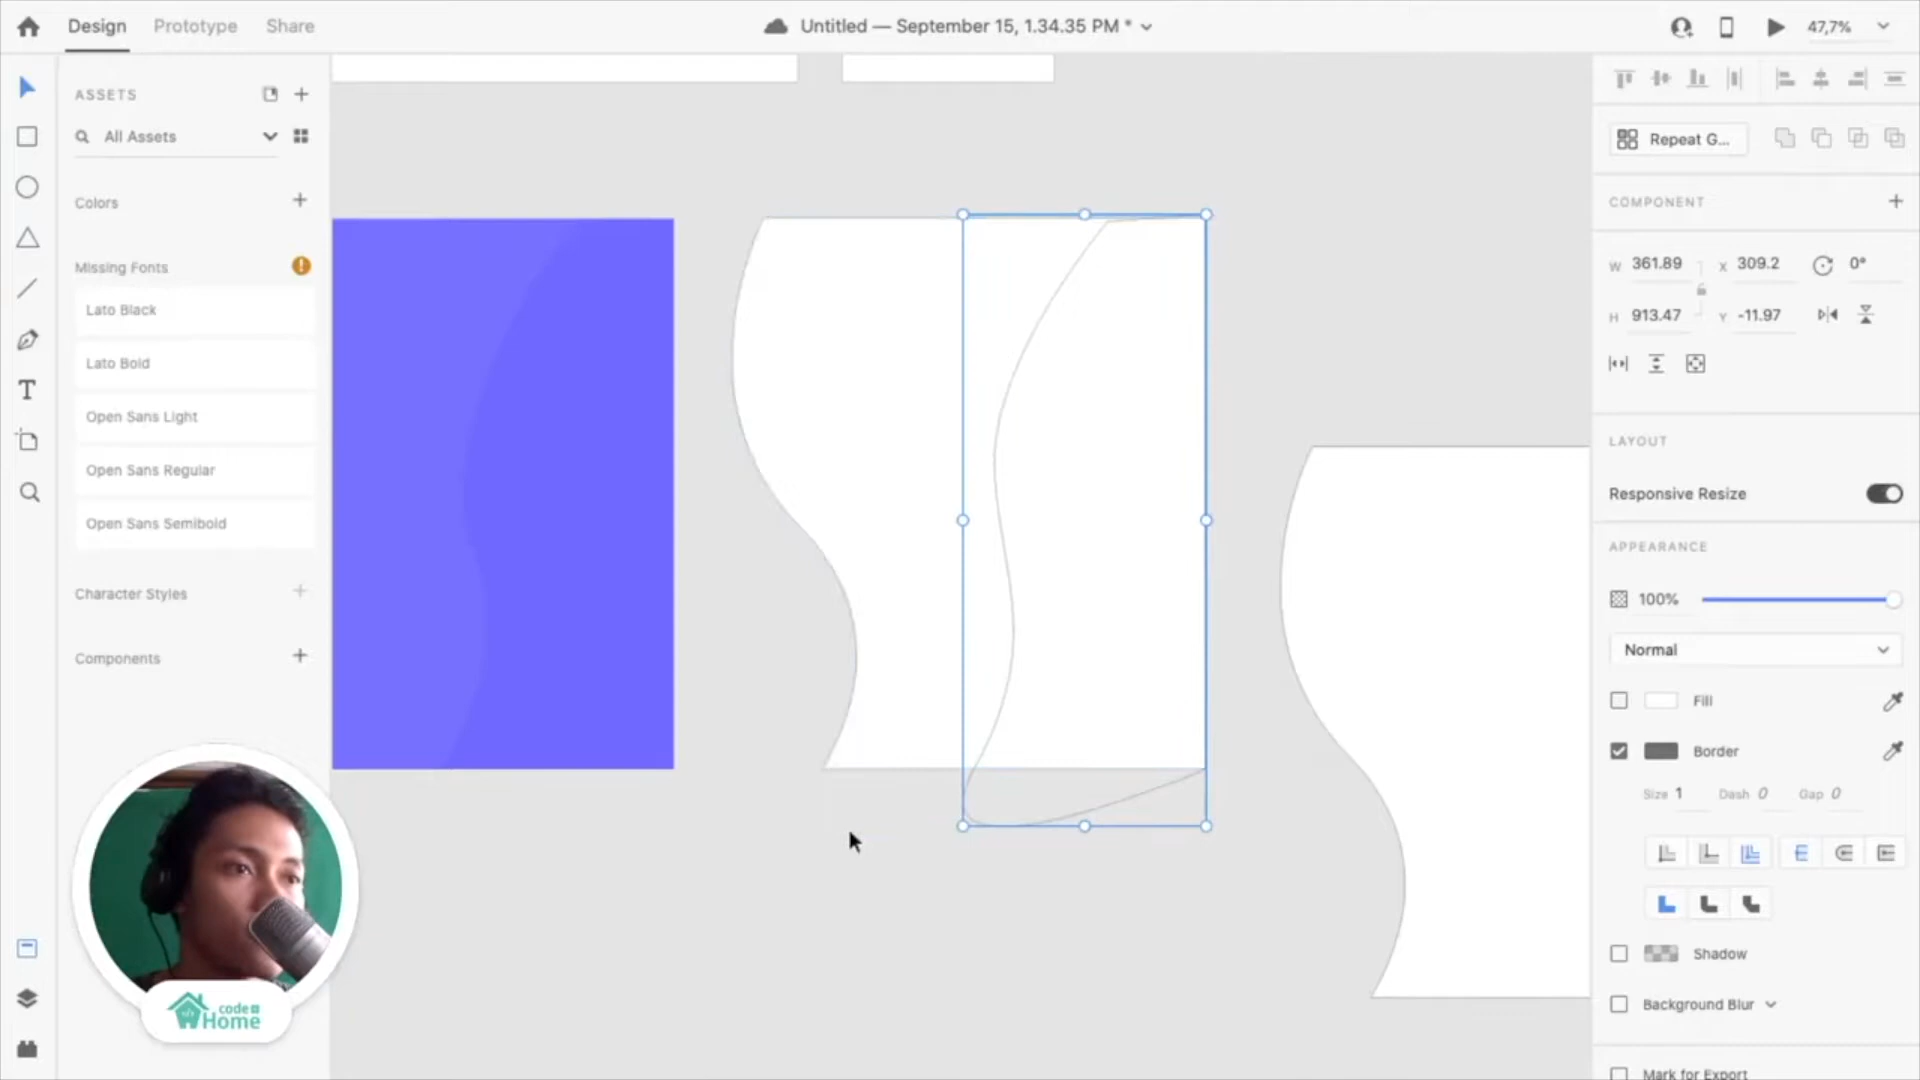 Design Prototype Share
Untitled — September 15, 1.34.35 PM *
47,7%
ASSETS
All Assets
Colors
Missing Fonts
Lato Black
Lato Bold
Open Sans Light
Open Sans Regular
Open Sans Semibold
Character Styles
Components
code
Home
Repeat G...
COMPONENT
W 361.89 X 309.2 0°
H 913.47 Y -11.97
LAYOUT
Responsive Resize
APPEARANCE
100%
Normal
Fill
Border
Size 1 Dash 0 Gap 0
Shadow
Background Blur
Mark for Export